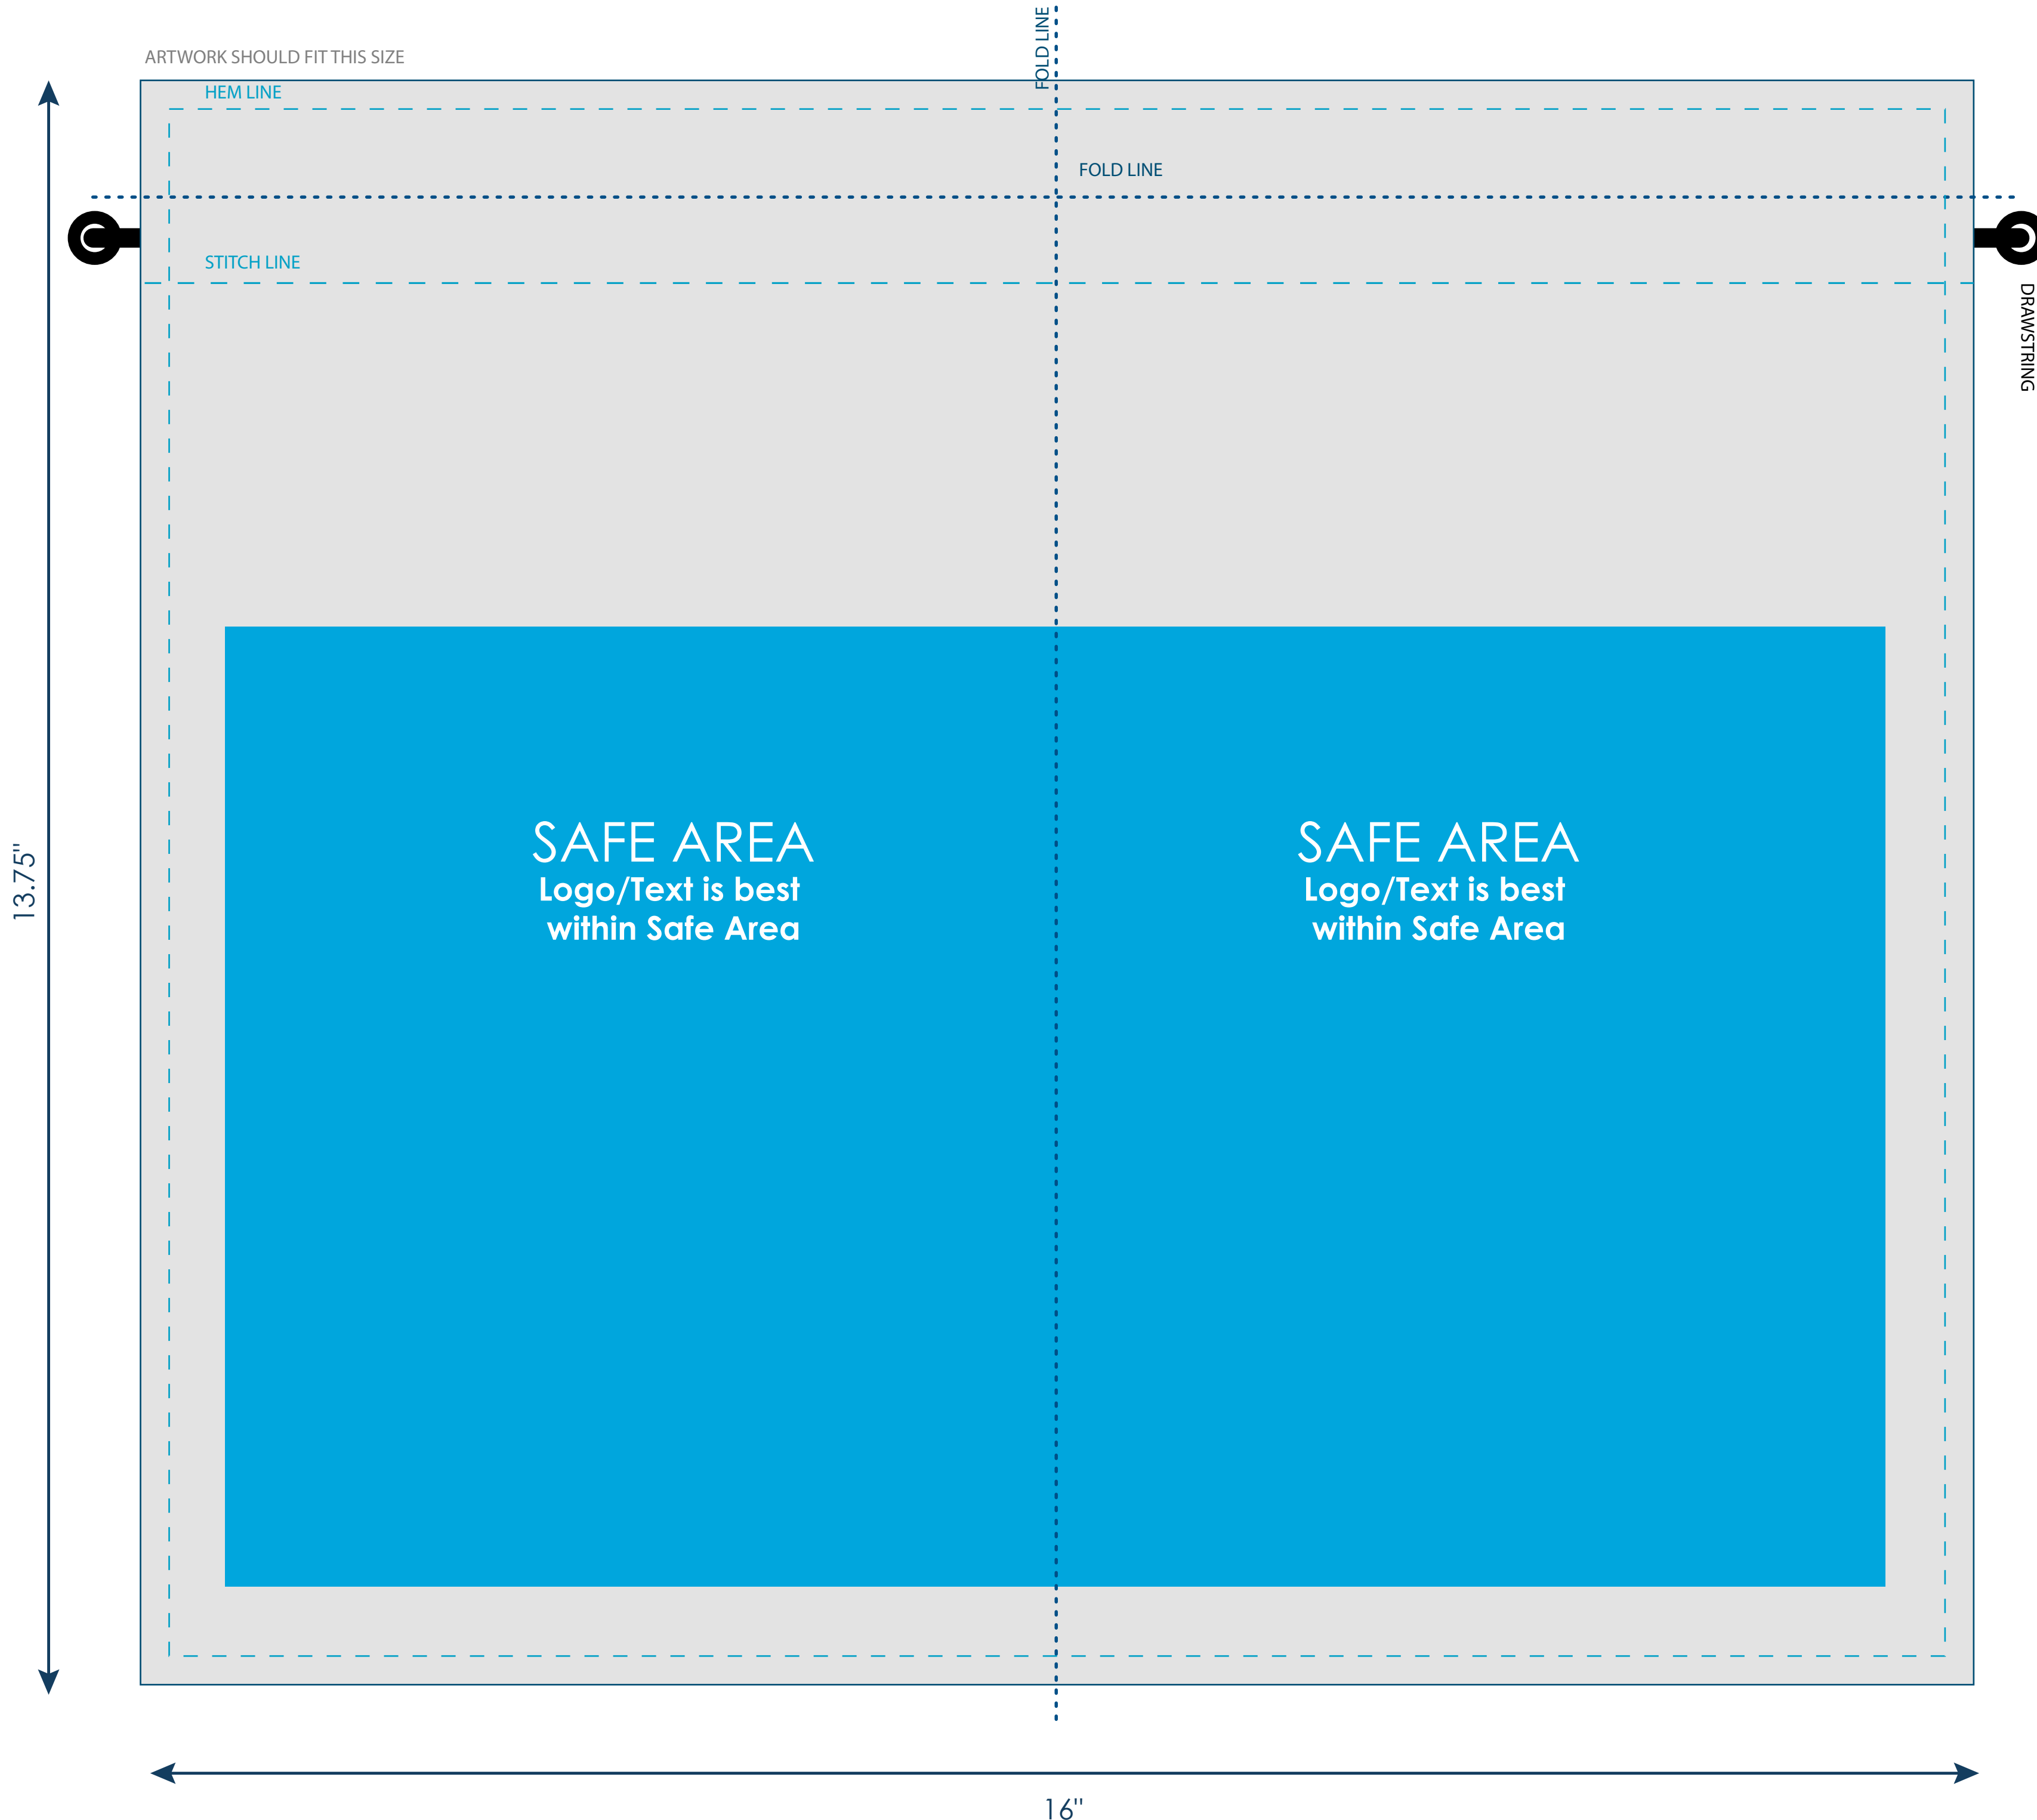 FOLD LINE
ARTWORK SHOULD FIT THIS SIZE
HEM LINE
FOLD LINE
STITCH LINE
DRAWSTRING
13.75"
SAFE AREA
Logo/Text is best
within Safe Area
SAFE AREA
Logo/Text is best
within Safe Area
16"